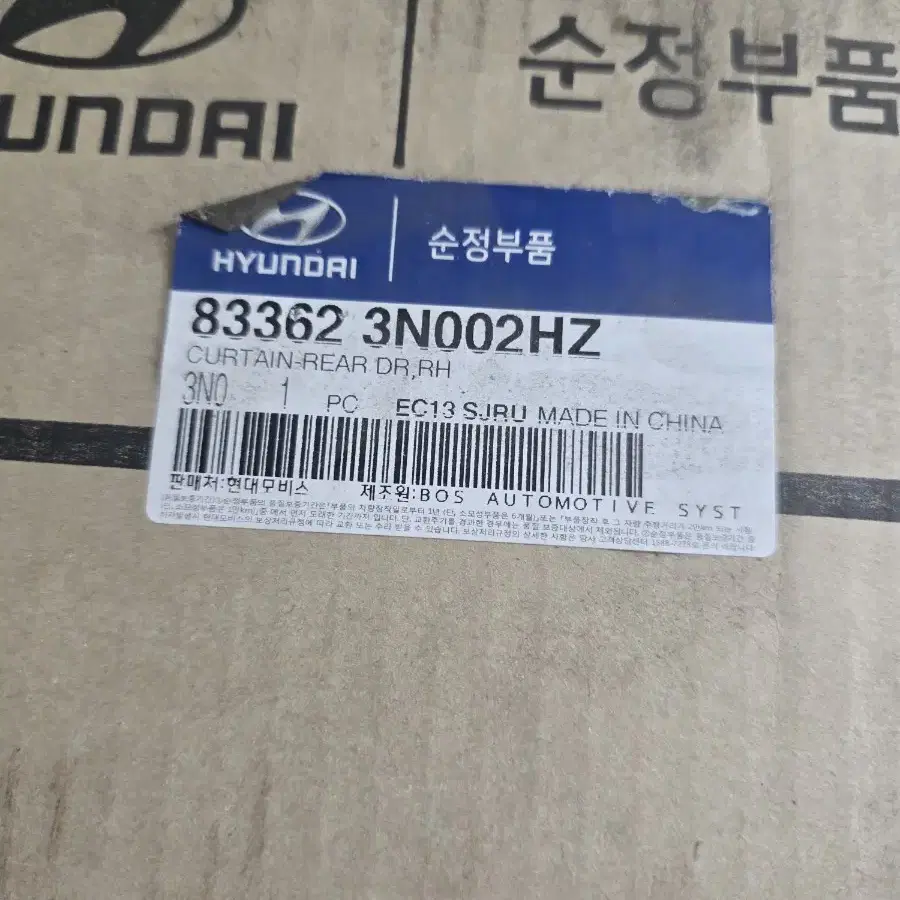 HYUNDAI 순정부품
HYUNDAI 순정부품
83362 3N002HZ
CURTAIN-REAR DR,RH
3N0 1 PC EC13 SJRU MADE IN CHINA
판매처:현대모비스 제조원:BOS AUTOMOTIVE SYST